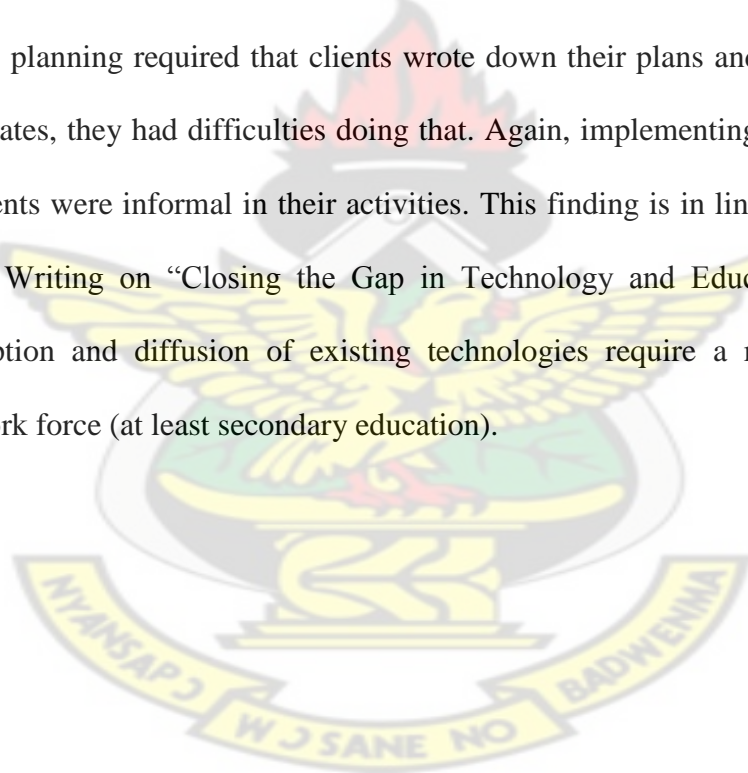 planning required that clients wrote down their plans and
ates, they had difficulties doing that. Again, implementing
ents were informal in their activities. This finding is in lin
Writing on “Closing the Gap in Technology and Educ
ption and diffusion of existing technologies require a r
rk force (at least secondary education).
NYANSAPƆ WƆSANE NO BADWENMA